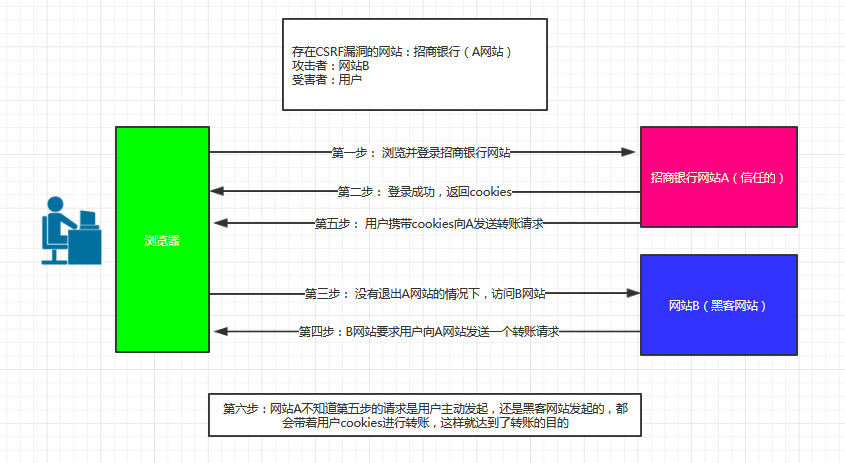 存在CSRF漏洞的网站：招商银行（A网站）
攻击者：网站B
受害者：用户
第一步： 浏览并登录招商银行网站
招商银行网站A（信任的）
第二步： 登录成功，返回cookies
第五步： 用户携带cookies向A发送转账请求
浏览器
第三步： 没有退出A网站的情况下，访问B网站
网站B（黑客网站）
第四步：B网站要求用户向A网站发送一个转账请求
第六步：网站A不知道第五步的请求是用户主动发起，还是黑客网站发起的，都
会带着用户cookies进行转账，这样就达到了转账的目的